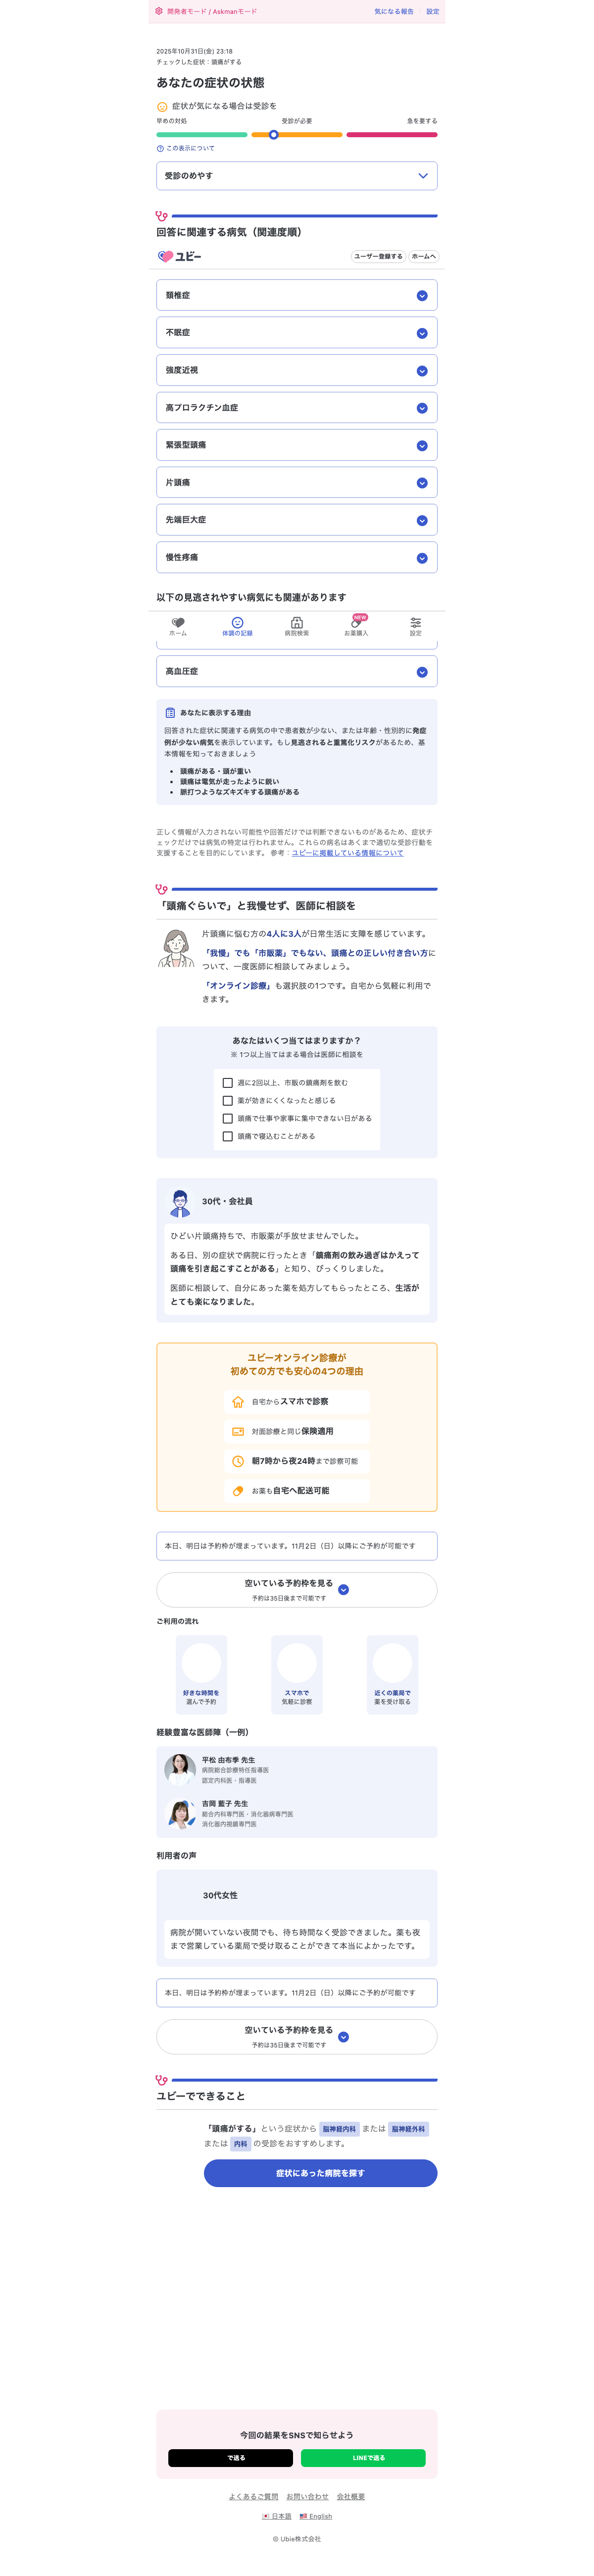 開発者モード / Askmanモード
気になる報告 設定
2025年10月31日(金) 23:18
チェックした症状：頭痛がする
あなたの症状の状態
症状が気になる場合は受診を
早めの対処 受診が必要 急を要する
この表示について
受診のめやす
回答に関連する病気（関連度順）
ユビー
ユーザー登録する ホームへ
頚椎症
不眠症
強度近視
高プロラクチン血症
緊張型頭痛
片頭痛
先端巨大症
慢性疼痛
以下の見逃されやすい病気にも関連があります
NEW
ホーム 体調の記録 病院検索 お薬購入 設定
高血圧症
あなたに表示する理由
回答された症状に関連する病気の中で患者数が少ない、または年齢・性別的に発症
例が少ない病気を表示しています。もし見逃されると重篤化リスクがあるため、基
本情報を知っておきましょう
• 頭痛がある・頭が重い
• 頭痛は電気が走ったように鋭い
• 脈打つようなズキズキする頭痛がある
正しく情報が入力されない可能性や回答だけでは判断できないものがあるため、症状チ
ェックだけでは病気の特定は行われません。これらの病名はあくまで適切な受診行動を
支援することを目的にしています。 参考：ユビーに掲載している情報について
「頭痛ぐらいで」と我慢せず、医師に相談を
片頭痛に悩む方の4人に3人が日常生活に支障を感じています。
「我慢」でも「市販薬」でもない、頭痛との正しい付き合い方に
ついて、一度医師に相談してみましょう。
「オンライン診療」も選択肢の1つです。自宅から気軽に利用で
きます。
あなたはいくつ当てはまりますか？
※ 1つ以上当てはまる場合は医師に相談を
週に2回以上、市販の鎮痛剤を飲む
薬が効きにくくなったと感じる
頭痛で仕事や家事に集中できない日がある
頭痛で寝込むことがある
30代・会社員
ひどい片頭痛持ちで、市販薬が手放せませんでした。
ある日、別の症状で病院に行ったとき「鎮痛剤の飲み過ぎはかえって
頭痛を引き起こすことがある」と知り、びっくりしました。
医師に相談して、自分にあった薬を処方してもらったところ、生活が
とても楽になりました。
ユビーオンライン診療が
初めての方でも安心の4つの理由
自宅からスマホで診察
対面診療と同じ保険適用
朝7時から夜24時まで診察可能
お薬も自宅へ配送可能
本日、明日は予約枠が埋まっています。11月2日（日）以降にご予約が可能です
空いている予約枠を見る
予約は35日後まで可能です
ご利用の流れ
好きな時間を
選んで予約
スマホで
気軽に診察
近くの薬局で
薬を受け取る
経験豊富な医師陣（一例）
平松 由布季 先生
病院総合診療特任指導医
認定内科医・指導医
吉岡 藍子 先生
総合内科専門医・消化器病専門医
消化器内視鏡専門医
利用者の声
30代女性
病院が開いていない夜間でも、待ち時間なく受診できました。薬も夜
まで営業している薬局で受け取ることができて本当によかったです。
本日、明日は予約枠が埋まっています。11月2日（日）以降にご予約が可能です
空いている予約枠を見る
予約は35日後まで可能です
ユビーでできること
「頭痛がする」という症状から 脳神経内科 または 脳神経外科
または 内科 の受診をおすすめします。
症状にあった病院を探す
今回の結果をSNSで知らせよう
で送る LINEで送る
よくあるご質問 お問い合わせ 会社概要
🇯🇵 日本語 🇺🇸 English
© Ubie株式会社